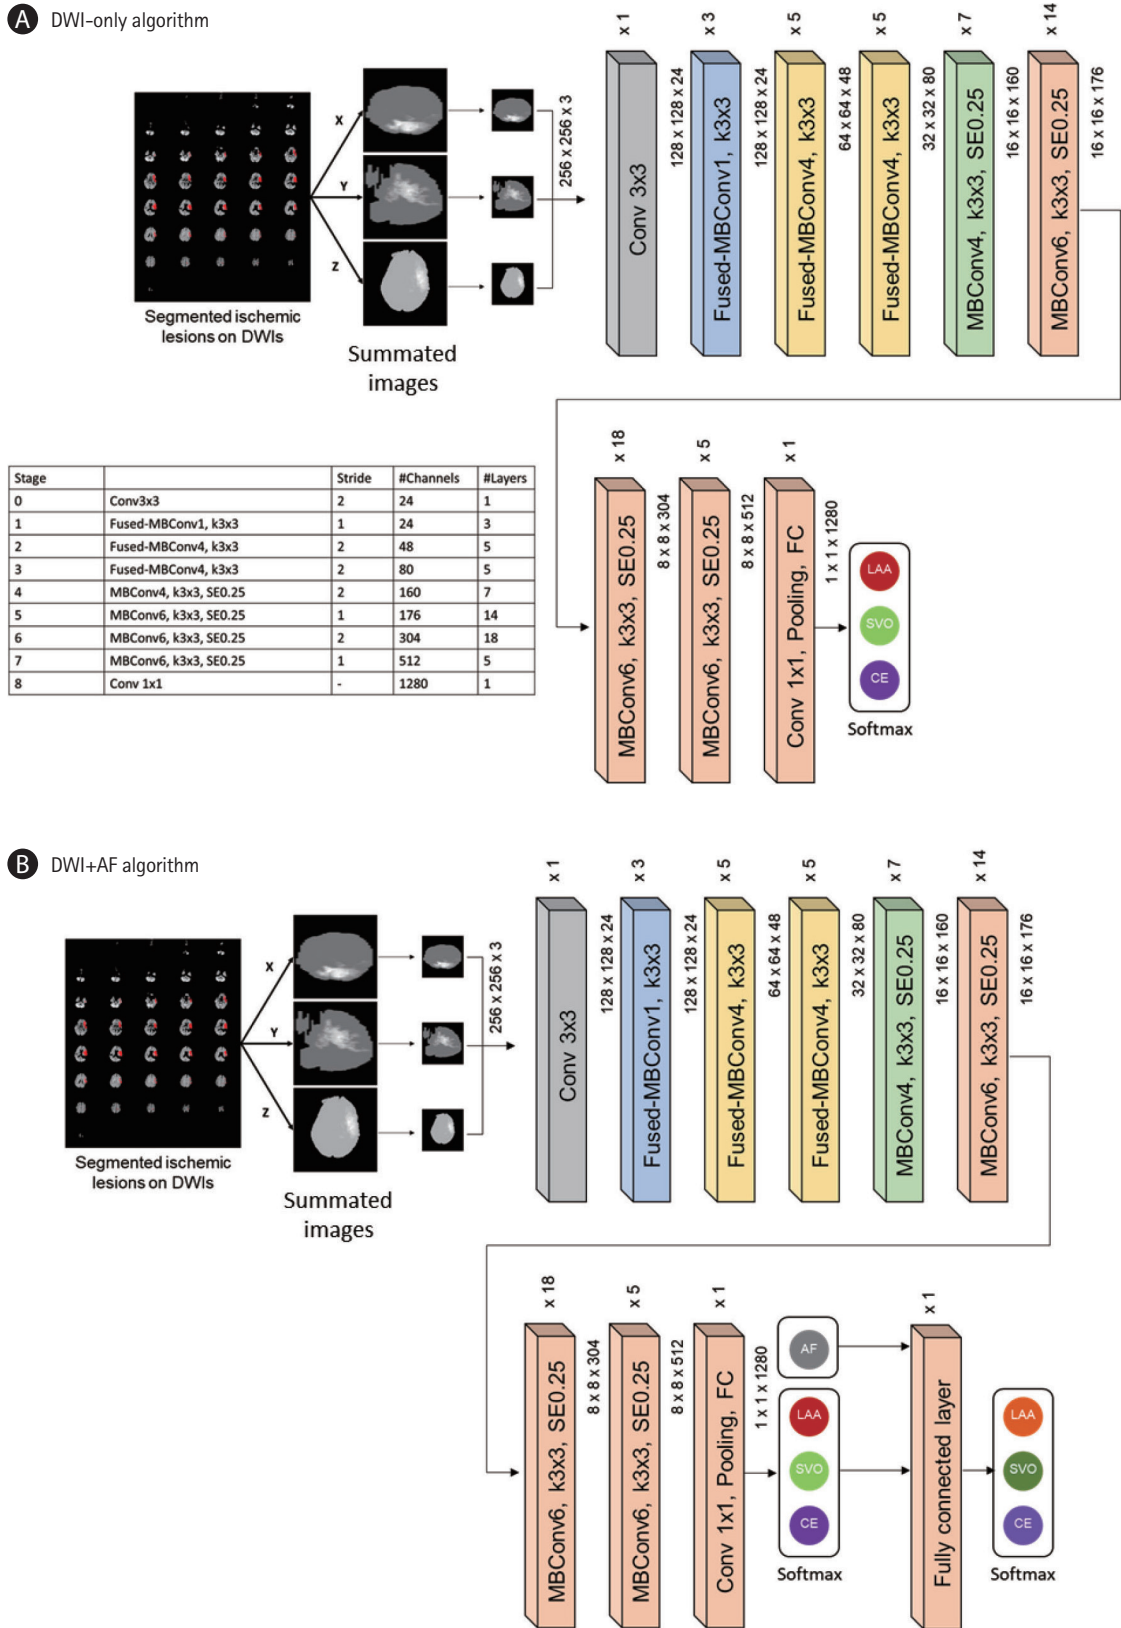 A DWI-only algorithm
X
Y
Z
Segmented ischemic
lesions on DWIs
Summated
images
256 x 256 x 3
x 1
Conv 3x3
128 x 128 x 24
x 3
Fused-MBConv1, k3x3
128 x 128 x 24
x 5
Fused-MBConv4, k3x3
64 x 64 x 48
x 5
Fused-MBConv4, k3x3
32 x 32 x 80
x 7
MBConv4, k3x3, SE0.25
16 x 16 x 160
x 14
MBConv6, k3x3, SE0.25
16 x 16 x 176
x 18
MBConv6, k3x3, SE0.25
8 x 8 x 304
x 5
MBConv6, k3x3, SE0.25
8 x 8 x 512
x 1
Conv 1x1, Pooling, FC
1 x 1 x 1280
LAA
SVO
CE
Softmax
Stage Stride #Channels #Layers
0 Conv3x3 2 24 1
1 Fused-MBConv1, k3x3 1 24 3
2 Fused-MBConv4, k3x3 2 48 5
3 Fused-MBConv4, k3x3 2 80 5
4 MBConv4, k3x3, SE0.25 2 160 7
5 MBConv6, k3x3, SE0.25 1 176 14
6 MBConv6, k3x3, SE0.25 2 304 18
7 MBConv6, k3x3, SE0.25 1 512 5
8 Conv 1x1 - 1280 1
B DWI+AF algorithm
X
Y
Z
Segmented ischemic
lesions on DWIs
Summated
images
256 x 256 x 3
x 1
Conv 3x3
128 x 128 x 24
x 3
Fused-MBConv1, k3x3
128 x 128 x 24
x 5
Fused-MBConv4, k3x3
64 x 64 x 48
x 5
Fused-MBConv4, k3x3
32 x 32 x 80
x 7
MBConv4, k3x3, SE0.25
16 x 16 x 160
x 14
MBConv6, k3x3, SE0.25
16 x 16 x 176
x 18
MBConv6, k3x3, SE0.25
8 x 8 x 304
x 5
MBConv6, k3x3, SE0.25
8 x 8 x 512
x 1
Conv 1x1, Pooling, FC
1 x 1 x 1280
AF
LAA
SVO
CE
Softmax
x 1
Fully connected layer
LAA
SVO
CE
Softmax